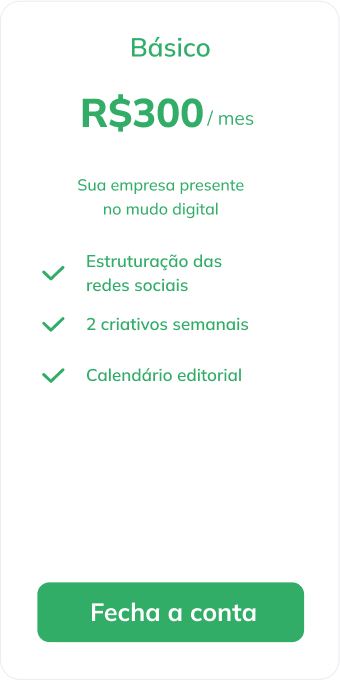 Básico
R$300 / mes
Sua empresa presente
no mudo digital
Estruturação das
redes sociais
2 criativos semanais
Calendário editorial
Fecha a conta